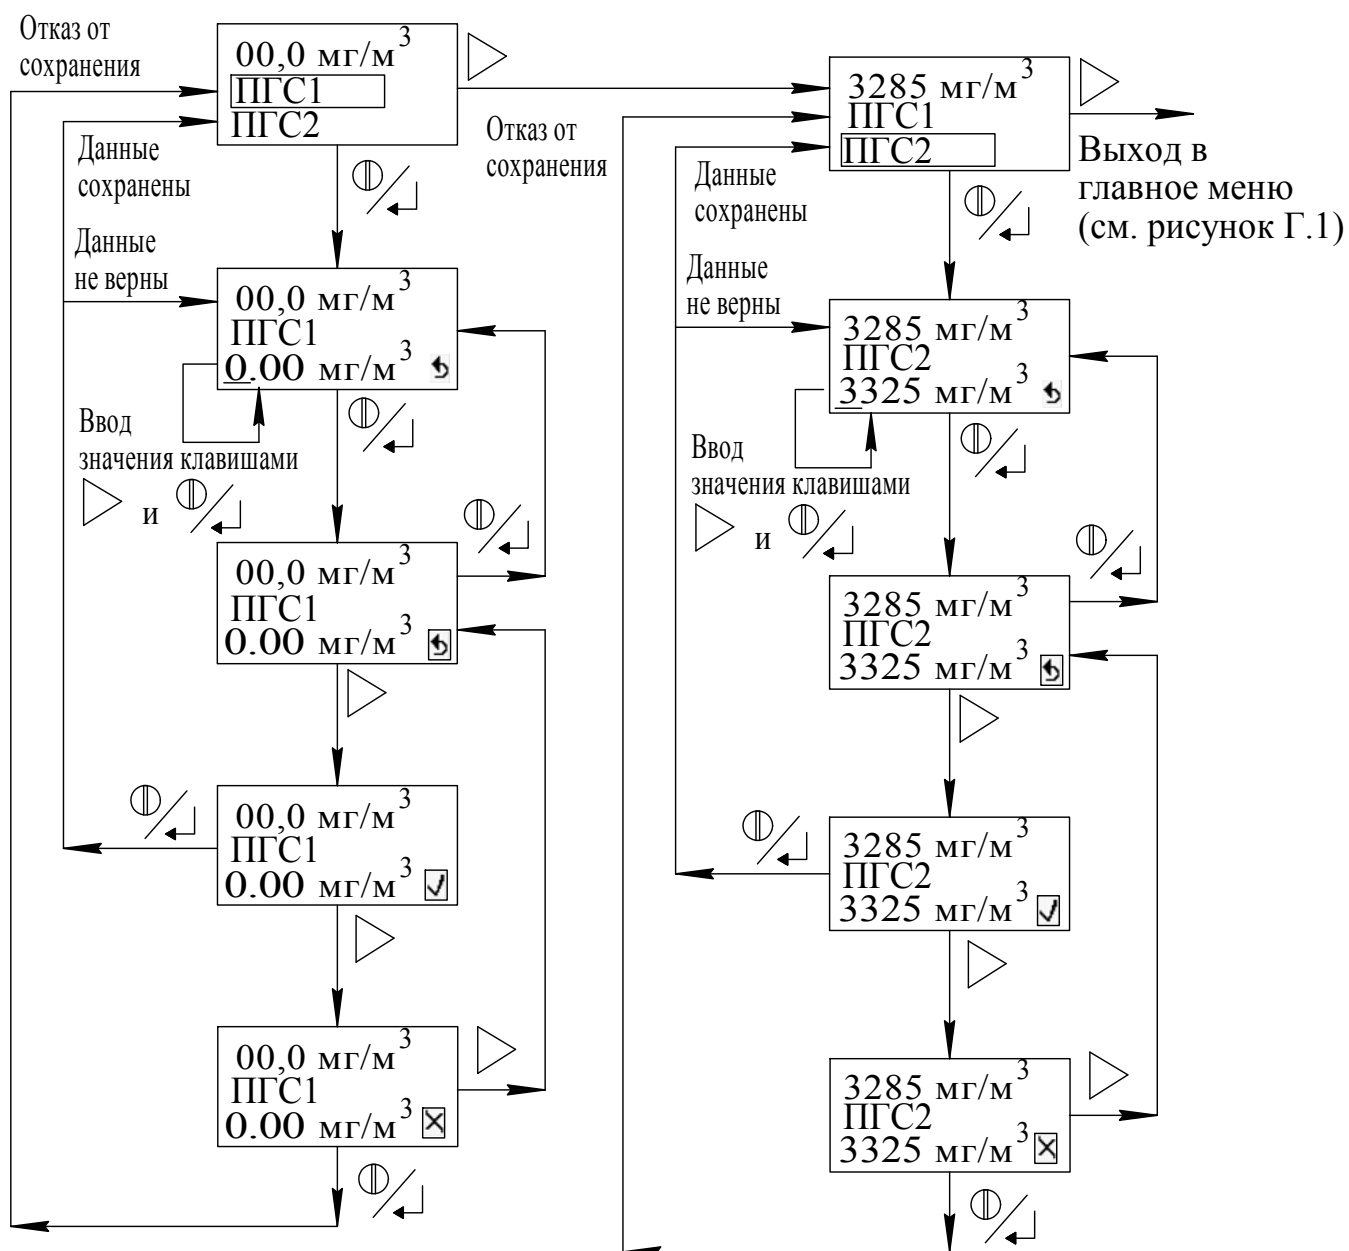 Отказ от
сохранения
00,0 мг/м³
ПГС1
ПГС2
Данные
сохранены
Данные
не верны
00,0 мг/м³
ПГС1
0.00 мг/м³
Ввод
значения клавишами
и
00,0 мг/м³
ПГС1
0.00 мг/м³
00,0 мг/м³
ПГС1
0.00 мг/м³
00,0 мг/м³
ПГС1
0.00 мг/м³
Отказ от
сохранения
3285 мг/м³
ПГС1
ПГС2
Выход в
главное меню
(см. рисунок Г.1)
Данные
сохранены
Данные
не верны
3285 мг/м³
ПГС2
3325 мг/м³
Ввод
значения клавишами
и
3285 мг/м³
ПГС2
3325 мг/м³
3285 мг/м³
ПГС2
3325 мг/м³
3285 мг/м³
ПГС2
3325 мг/м³